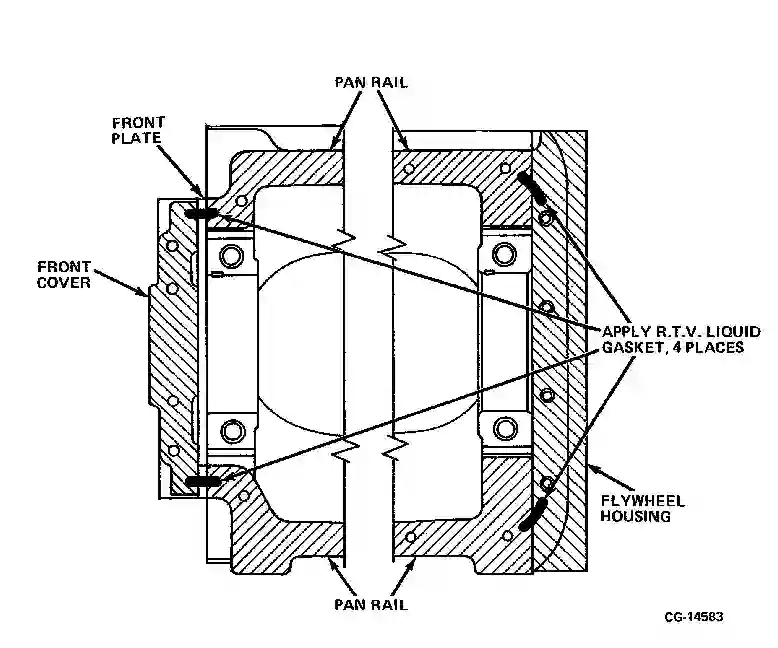 PAN RAIL
FRONT
PLATE
FRONT
COVER
APPLY R.T.V. LIQUID
GASKET, 4 PLACES
FLYWHEEL
HOUSING
PAN RAIL
CG-14583